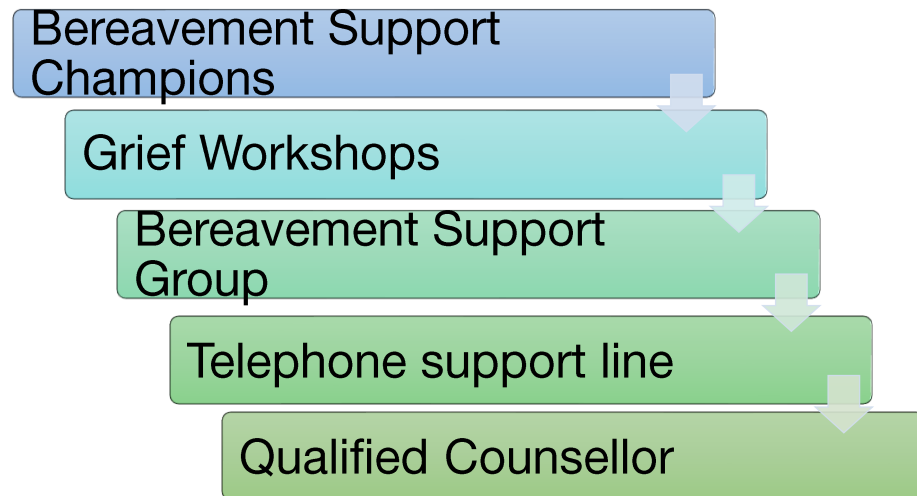 Bereavement Support
Champions
Grief Workshops
Bereavement Support
Group
Telephone support line
Qualified Counsellor